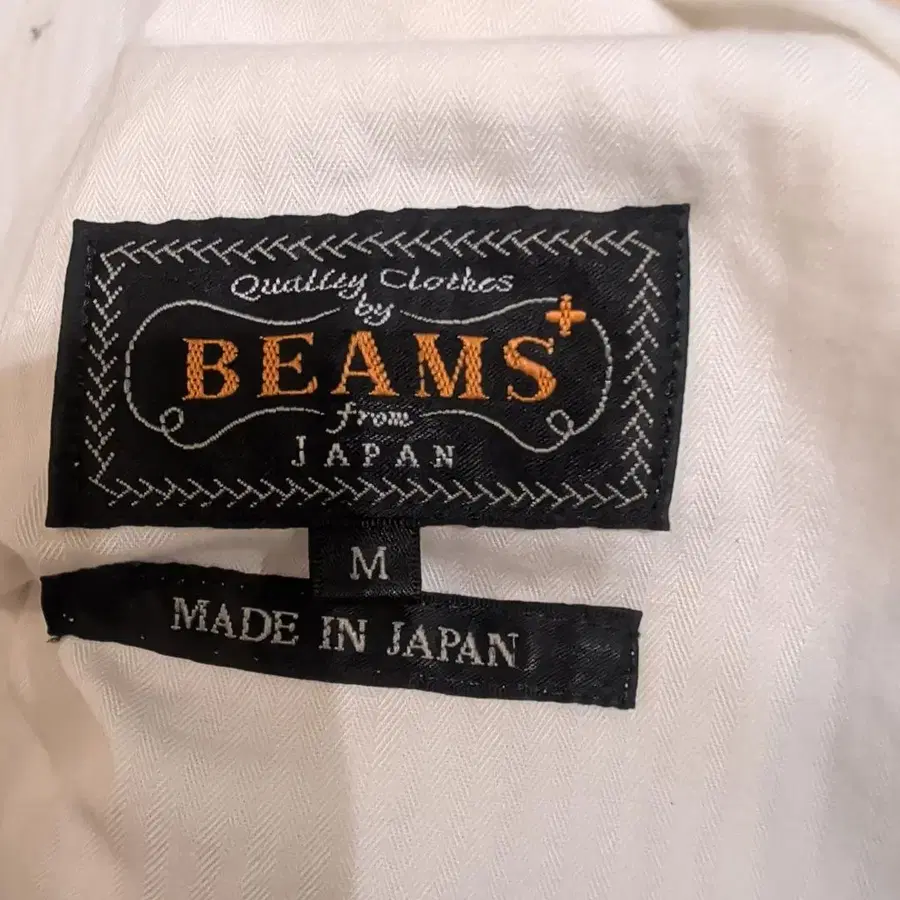 Quality Clothes
by
BEAMS+
from
JAPAN
M
MADE IN JAPAN